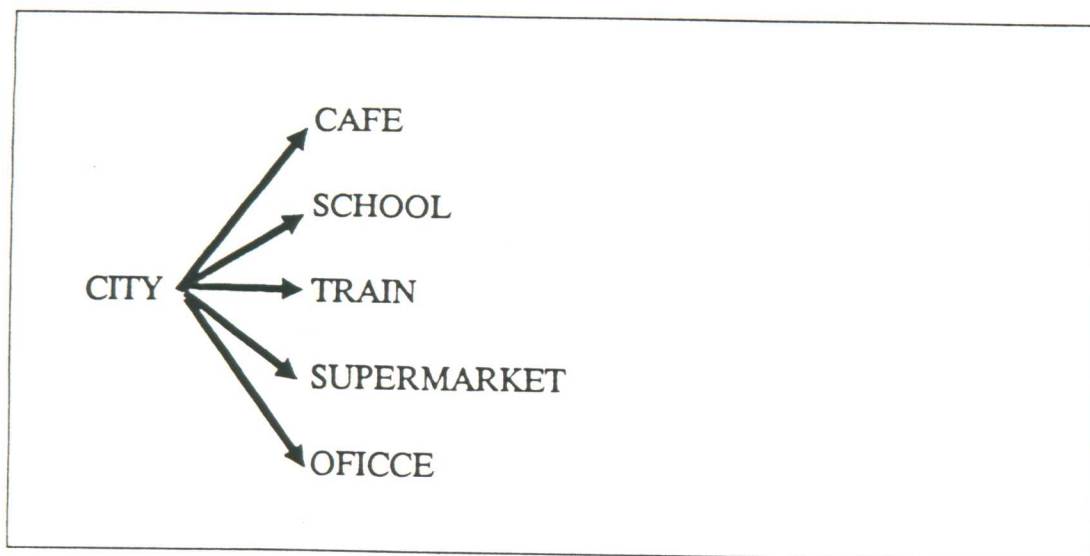 CAFE
SCHOOL
CITY TRAIN
SUPERMARKET
OFICCE